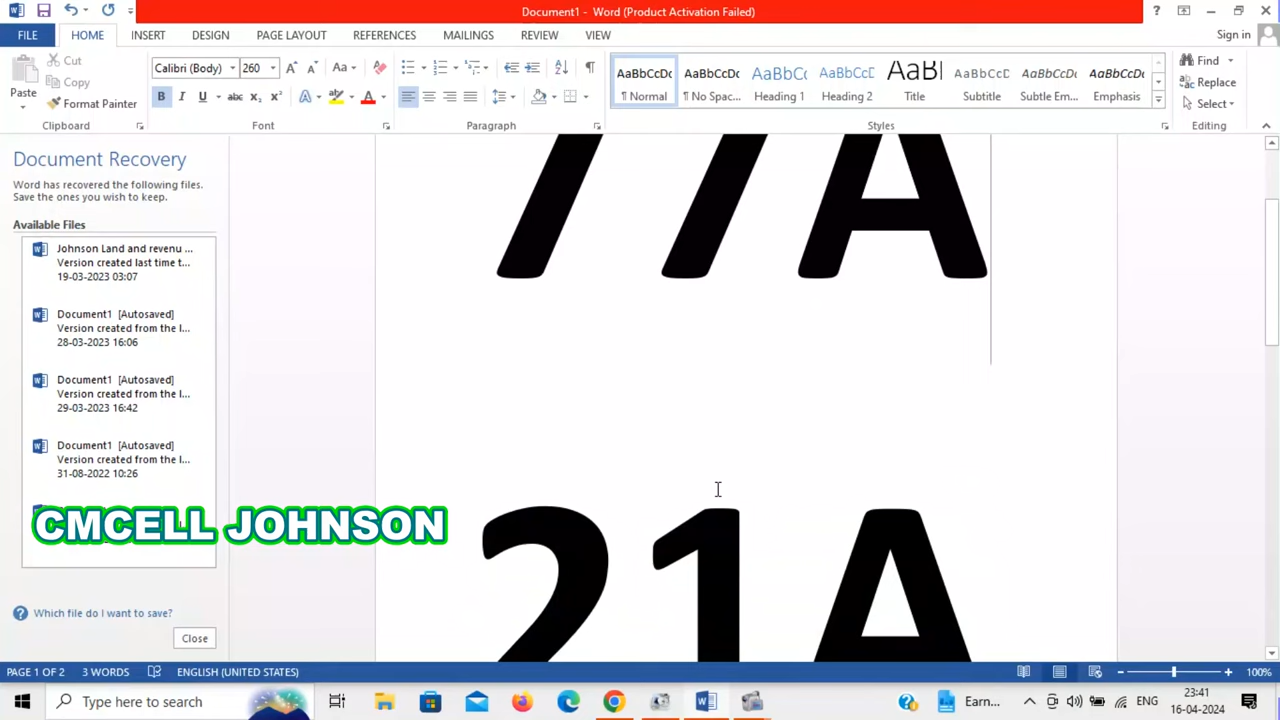 Document1 - Word (Product Activation Failed)
FILE HOME INSERT DESIGN PAGE LAYOUT REFERENCES MAILINGS REVIEW VIEW Sign in
Paste
Cut
Copy
Format Painter
Clipboard
Calibri (Body) 260
Font
Paragraph
AaBbCcDc ¶ Normal
AaBbCcDc ¶ No Spac...
AaBbCc Heading 1
AaBbCcE Heading 2
AaBl Title
AaBbCcD Subtitle
AaBbCcDc Subtle Em...
AaBbCcDc Emphasis
Styles
Find
Replace
Select
Editing
Document Recovery
Word has recovered the following files.
Save the ones you wish to keep.
Available Files
Johnson Land and revenu ...
Version created last time t...
19-03-2023 03:07
Document1 [Autosaved]
Version created from the l...
28-03-2023 16:06
Document1 [Autosaved]
Version created from the l...
29-03-2023 16:42
Document1 [Autosaved]
Version created from the l...
31-08-2022 10:26
CMCELL JOHNSON
Which file do I want to save?
Close
77A
21A
PAGE 1 OF 2 3 WORDS ENGLISH (UNITED STATES) 100%
Type here to search
Earn...
ENG
23:41
16-04-2024